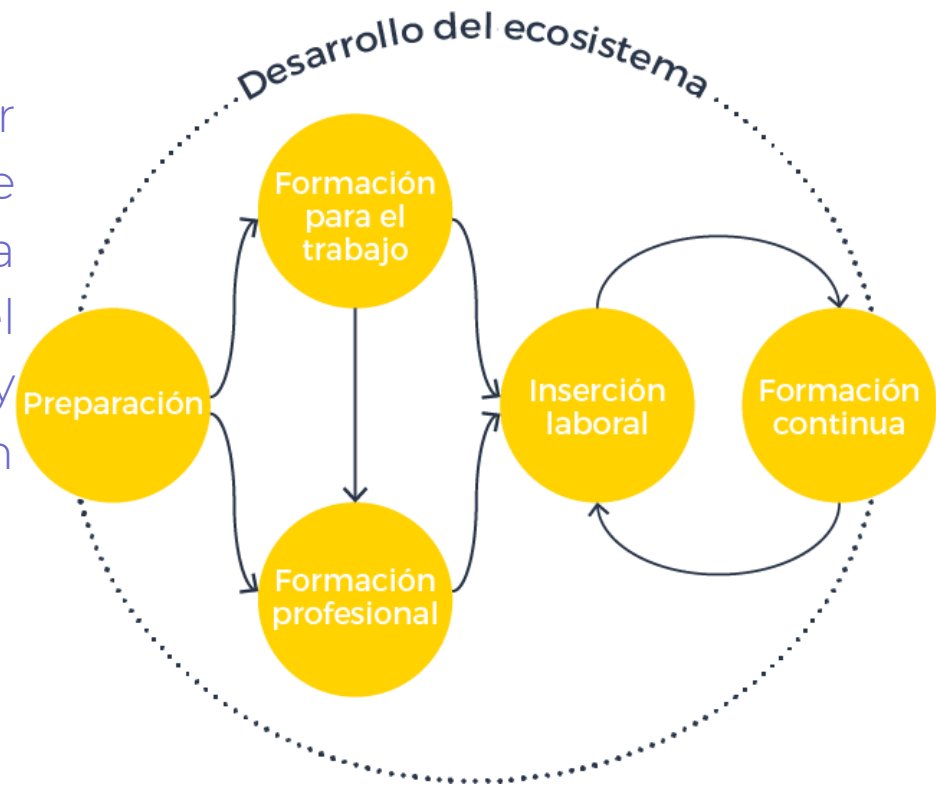 Desarrollo del ecosistema
Formación
para el
trabajo
Preparación
Inserción
laboral
Formación
continua
Formación
profesional